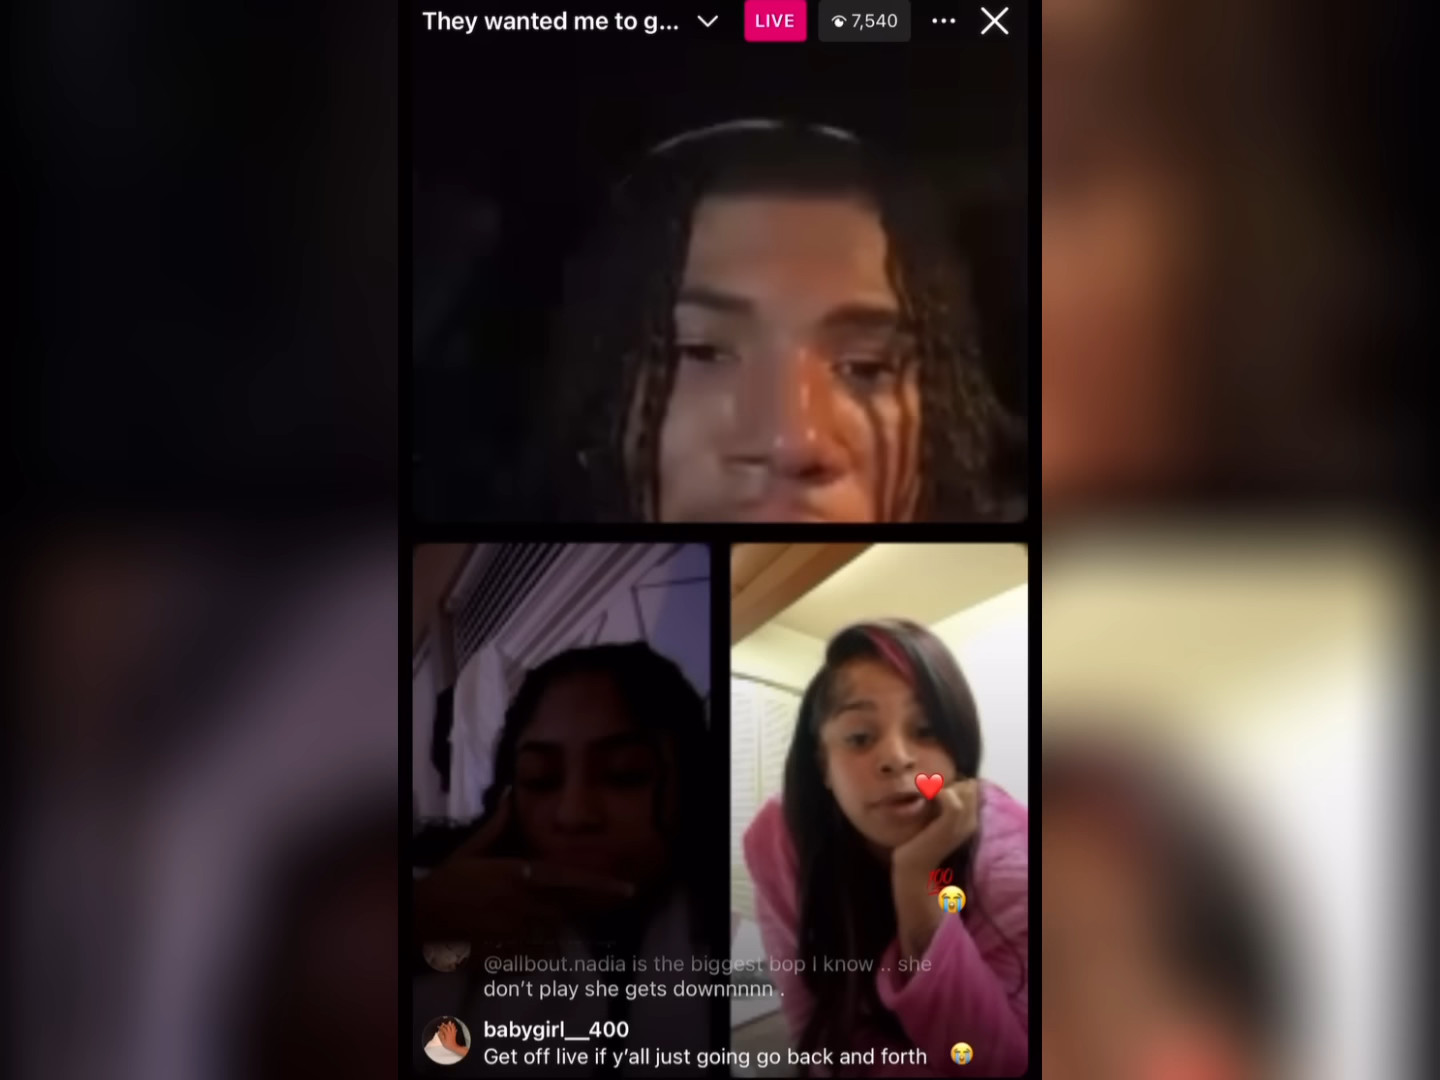 They wanted me to g...
LIVE
7,540
@allbout.nadia is the biggest bop I know .. she
don't play she gets downnnnn .
babygirl__400
Get off live if y'all just going go back and forth